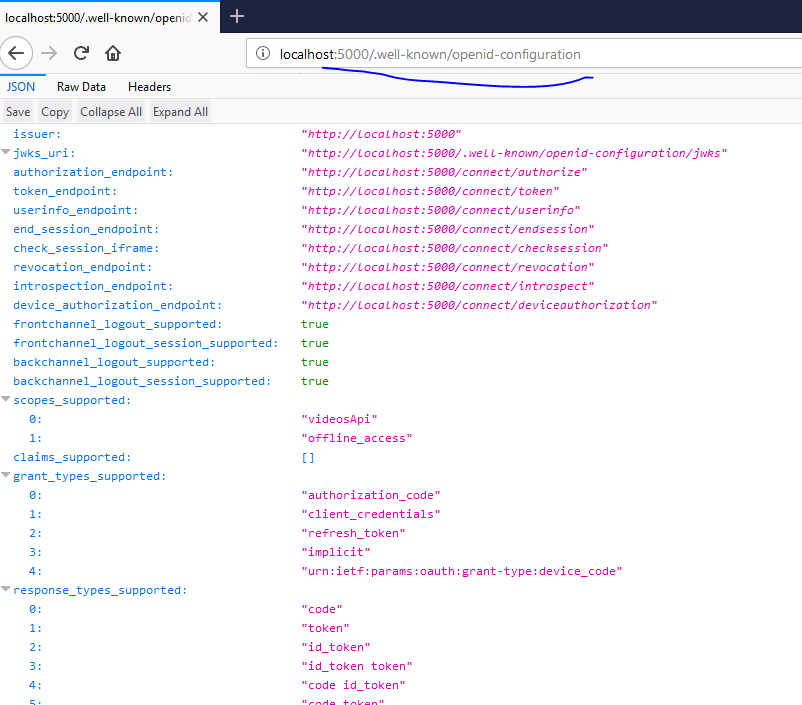 localhost:5000/.well-known/openid
localhost:5000/.well-known/openid-configuration
JSON Raw Data Headers
Save Copy Collapse All Expand All
issuer: "http://localhost:5000"
jwks_uri: "http://localhost:5000/.well-known/openid-configuration/jwks"
authorization_endpoint: "http://localhost:5000/connect/authorize"
token_endpoint: "http://localhost:5000/connect/token"
userinfo_endpoint: "http://localhost:5000/connect/userinfo"
end_session_endpoint: "http://localhost:5000/connect/endsession"
check_session_iframe: "http://localhost:5000/connect/checksession"
revocation_endpoint: "http://localhost:5000/connect/revocation"
introspection_endpoint: "http://localhost:5000/connect/introspect"
device_authorization_endpoint: "http://localhost:5000/connect/deviceauthorization"
frontchannel_logout_supported: true
frontchannel_logout_session_supported: true
backchannel_logout_supported: true
backchannel_logout_session_supported: true
scopes_supported:
0: "videosApi"
1: "offline_access"
claims_supported: []
grant_types_supported:
0: "authorization_code"
1: "client_credentials"
2: "refresh_token"
3: "implicit"
4: "urn:ietf:params:oauth:grant-type:device_code"
response_types_supported:
0: "code"
1: "token"
2: "id_token"
3: "id_token token"
4: "code id_token"
5: "code token"